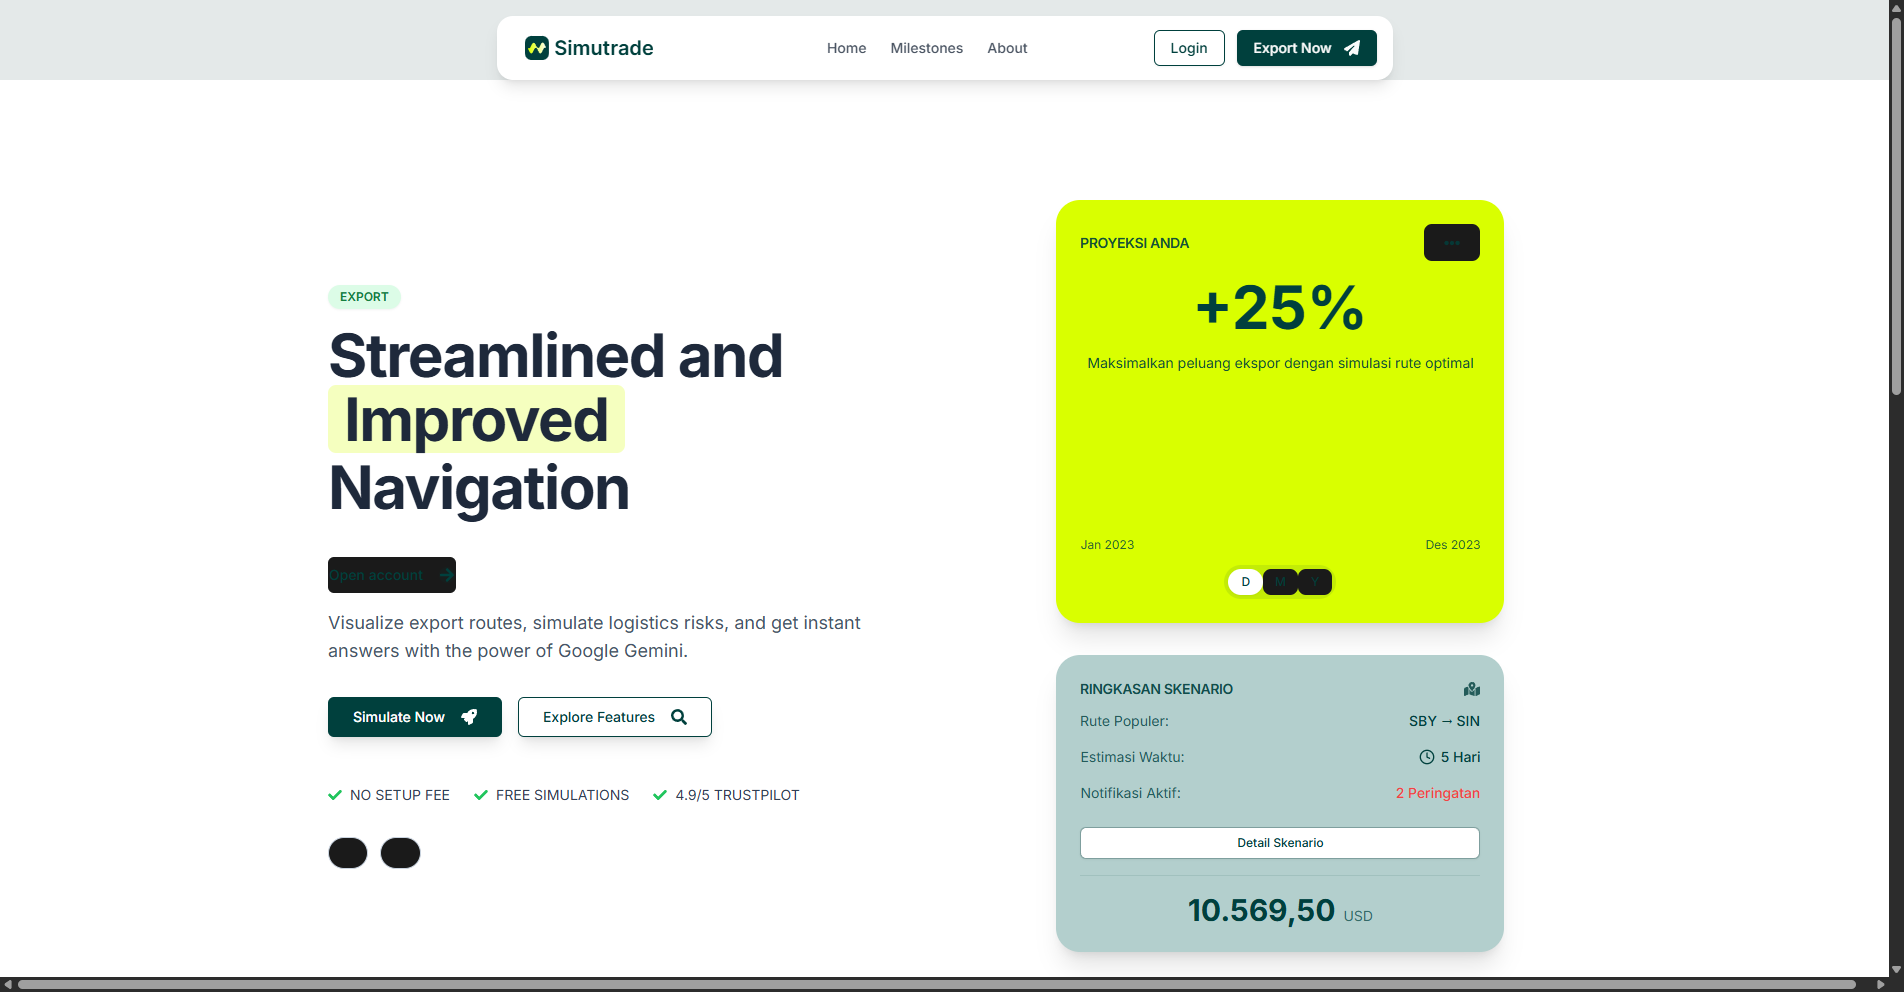 Simutrade
Home
Milestones
About
Login
Export Now
EXPORT
Streamlined and
Improved
Navigation
Open account
Visualize export routes, simulate logistics risks, and get instant
answers with the power of Google Gemini.
Simulate Now
Explore Features
NO SETUP FEE
FREE SIMULATIONS
4.9/5 TRUSTPILOT
PROYEKSI ANDA
+25%
Maksimalkan peluang ekspor dengan simulasi rute optimal
Jan 2023
Des 2023
D
M
Y
RINGKASAN SKENARIO
Rute Populer:
SBY → SIN
Estimasi Waktu:
5 Hari
Notifikasi Aktif:
2 Peringatan
Detail Skenario
10.569,50 USD